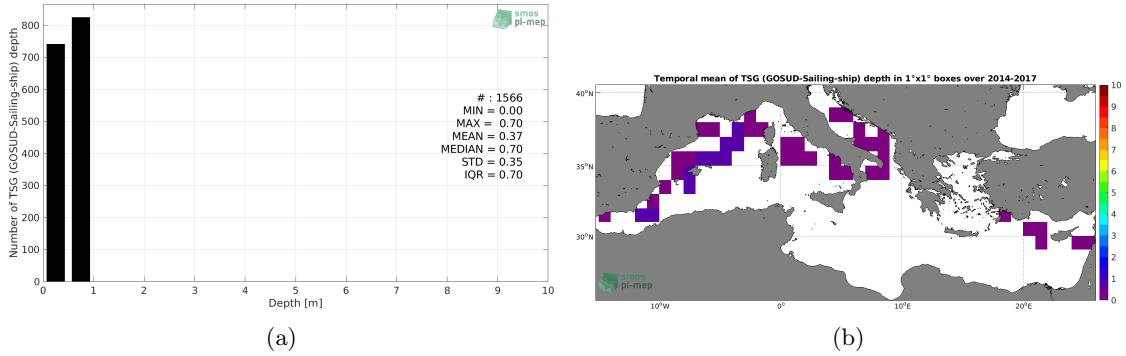 smos
pi-mep
Number of TSG (GOSUD-Sailing-ship) depth
800
700
600
500
400
300
200
100
0
# : 1566
MIN = 0.00
MAX = 0.70
MEAN = 0.37
MEDIAN = 0.70
STD = 0.35
IQR = 0.70
0 1 2 3 4 5 6 7 8 9 10
Depth [m]
(a)
Temporal mean of TSG (GOSUD-Sailing-ship) depth in 1°x1° boxes over 2014-2017
40°N
35°N
30°N
10°W 0° 10°E 20°E
10
9
8
7
6
5
4
3
2
1
0
smos
pi-mep
(b)